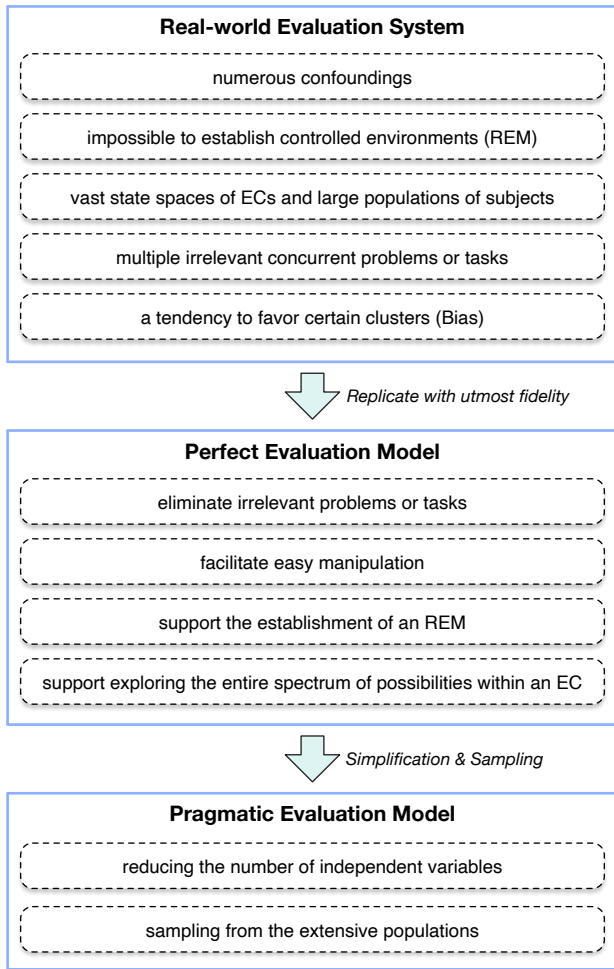 Real-world Evaluation System
numerous confoundings
impossible to establish controlled environments (REM)
vast state spaces of ECs and large populations of subjects
multiple irrelevant concurrent problems or tasks
a tendency to favor certain clusters (Bias)
Replicate with utmost fidelity
Perfect Evaluation Model
eliminate irrelevant problems or tasks
facilitate easy manipulation
support the establishment of an REM
support exploring the entire spectrum of possibilities within an EC
Simplification & Sampling
Pragmatic Evaluation Model
reducing the number of independent variables
sampling from the extensive populations